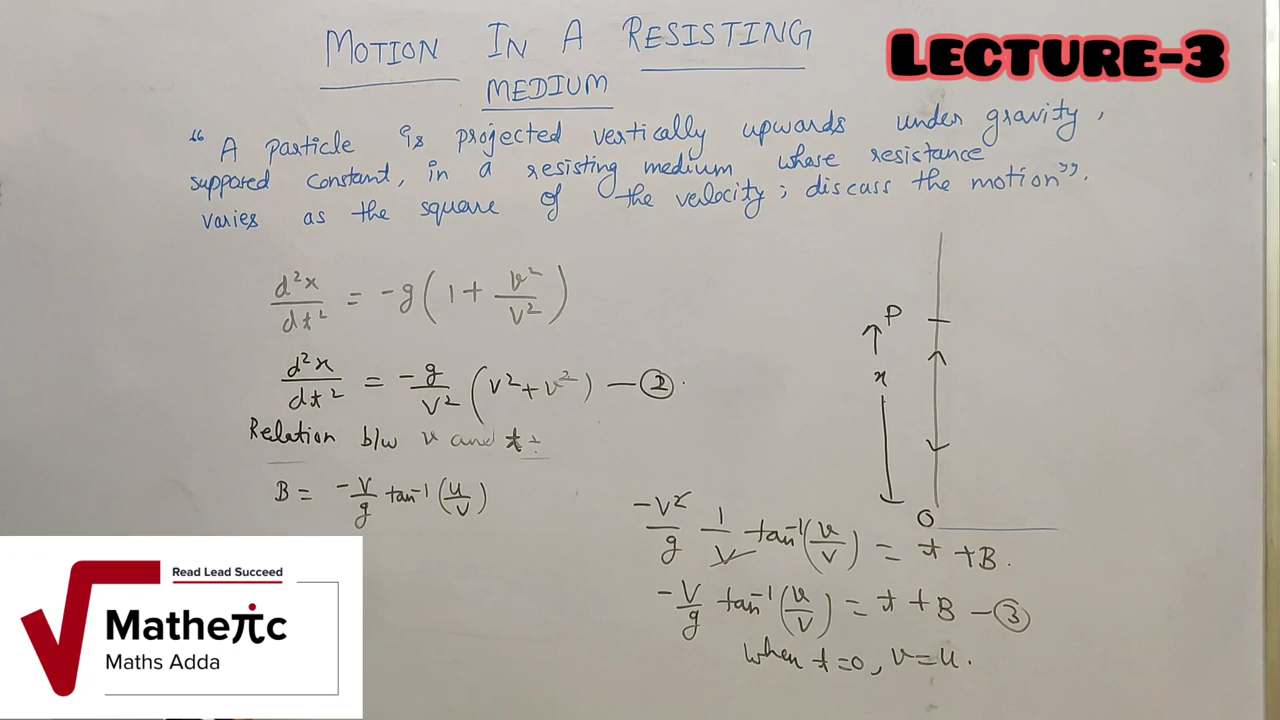 MOTION IN A RESISTING
MEDIUM
LECTURE-3
“ A particle is projected vertically upwards under gravity,
supposed constant, in a resisting medium whose resistance
varies as the square of the velocity; discuss the motion”.
d²x/dt² = -g(1 + v²/V²)
d²x/dt² = -g/V² (V² + v²) — ②.
Relation b/w v and t :
B = -V/g tan⁻¹(u/V)
P
x
O
-V²/g 1/V tan⁻¹(v/V) = t + B.
-V/g tan⁻¹(v/V) = t + B — ③
when t=0, v=u.
Read Lead Succeed
Matheπc
Maths Adda